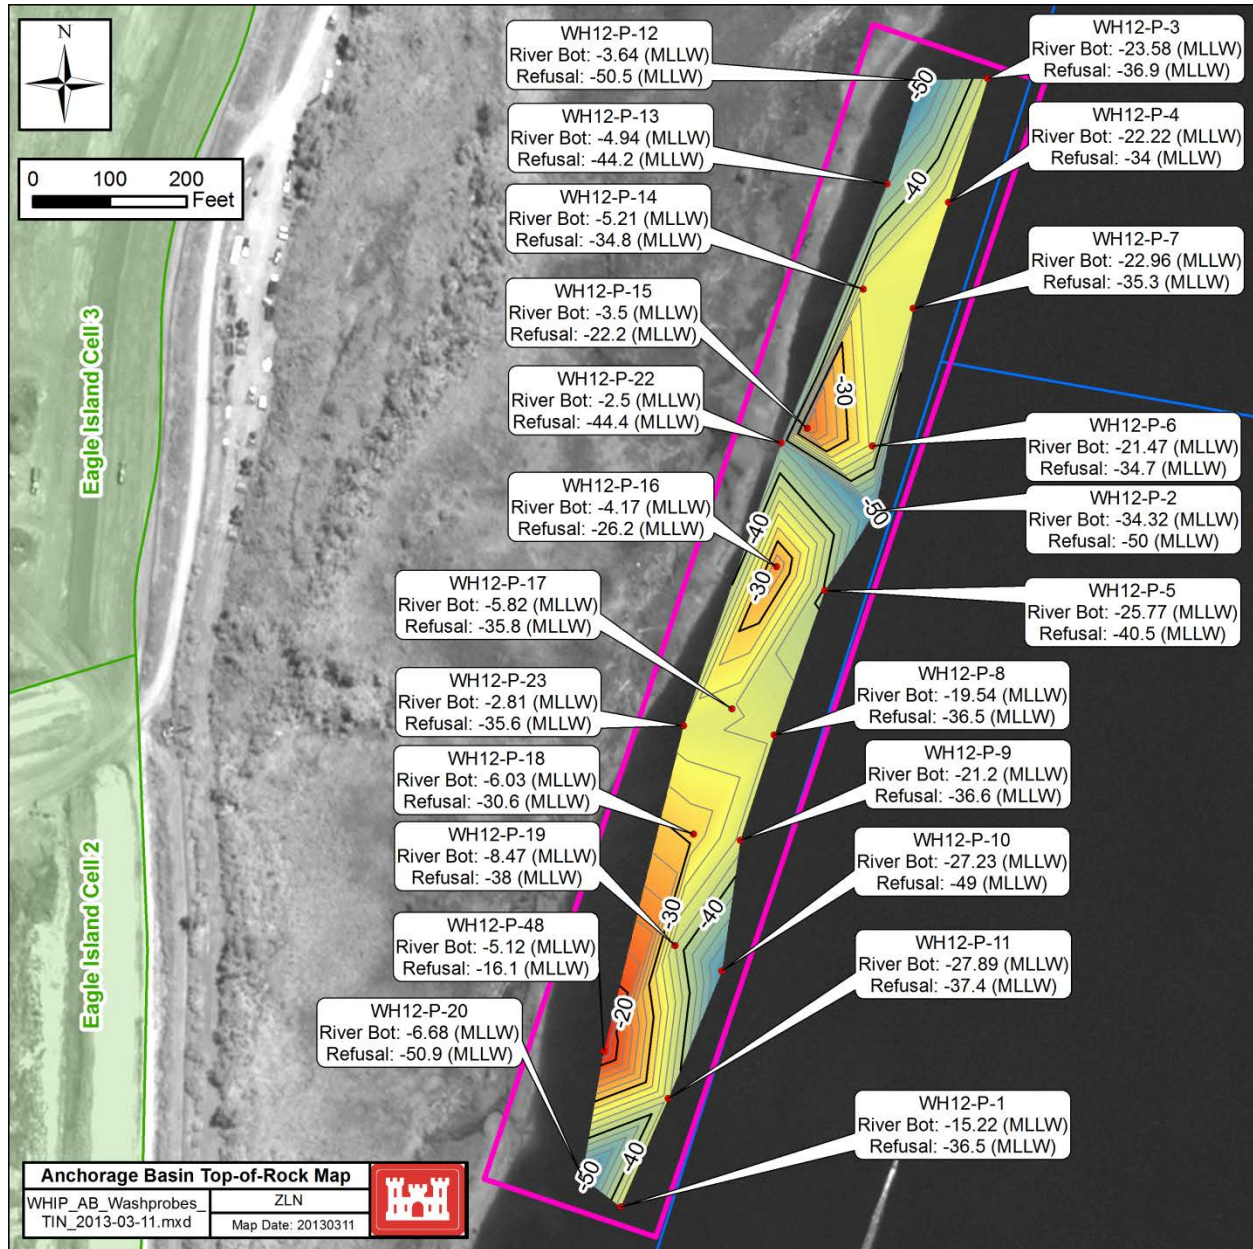 N
0 100 200
Feet
WH12-P-12
River Bot: -3.64 (MLLW)
Refusal: -50.5 (MLLW)
WH12-P-13
River Bot: -4.94 (MLLW)
Refusal: -44.2 (MLLW)
WH12-P-14
River Bot: -5.21 (MLLW)
Refusal: -34.8 (MLLW)
WH12-P-15
River Bot: -3.5 (MLLW)
Refusal: -22.2 (MLLW)
WH12-P-22
River Bot: -2.5 (MLLW)
Refusal: -44.4 (MLLW)
WH12-P-16
River Bot: -4.17 (MLLW)
Refusal: -26.2 (MLLW)
WH12-P-17
River Bot: -5.82 (MLLW)
Refusal: -35.8 (MLLW)
WH12-P-23
River Bot: -2.81 (MLLW)
Refusal: -35.6 (MLLW)
WH12-P-18
River Bot: -6.03 (MLLW)
Refusal: -30.6 (MLLW)
WH12-P-19
River Bot: -8.47 (MLLW)
Refusal: -38 (MLLW)
WH12-P-48
River Bot: -5.12 (MLLW)
Refusal: -16.1 (MLLW)
WH12-P-20
River Bot: -6.68 (MLLW)
Refusal: -50.9 (MLLW)
WH12-P-3
River Bot: -23.58 (MLLW)
Refusal: -36.9 (MLLW)
WH12-P-4
River Bot: -22.22 (MLLW)
Refusal: -34 (MLLW)
WH12-P-7
River Bot: -22.96 (MLLW)
Refusal: -35.3 (MLLW)
WH12-P-6
River Bot: -21.47 (MLLW)
Refusal: -34.7 (MLLW)
WH12-P-2
River Bot: -34.32 (MLLW)
Refusal: -50 (MLLW)
WH12-P-5
River Bot: -25.77 (MLLW)
Refusal: -40.5 (MLLW)
WH12-P-8
River Bot: -19.54 (MLLW)
Refusal: -36.5 (MLLW)
WH12-P-9
River Bot: -21.2 (MLLW)
Refusal: -36.6 (MLLW)
WH12-P-10
River Bot: -27.23 (MLLW)
Refusal: -49 (MLLW)
WH12-P-11
River Bot: -27.89 (MLLW)
Refusal: -37.4 (MLLW)
WH12-P-1
River Bot: -15.22 (MLLW)
Refusal: -36.5 (MLLW)
-50
-40
-30
-50
-40
-30
-30
-40
-20
-40
-50
Eagle Island Cell 3
Eagle Island Cell 2
Anchorage Basin Top-of-Rock Map
WHIP_AB_Washprobes_
TIN_2013-03-11.mxd
ZLN
Map Date: 20130311